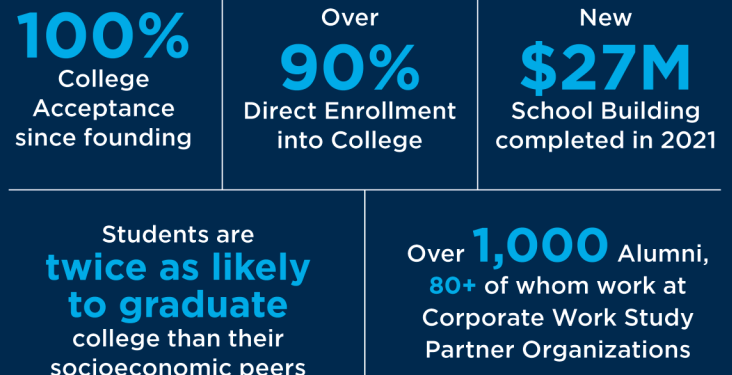 100%
College
Acceptance
since founding
Over
90%
Direct Enrollment
into College
New
$27M
School Building
completed in 2021
Students are
twice as likely
to graduate
college than their
socioeconomic peers
Over 1,000 Alumni,
80+ of whom work at
Corporate Work Study
Partner Organizations